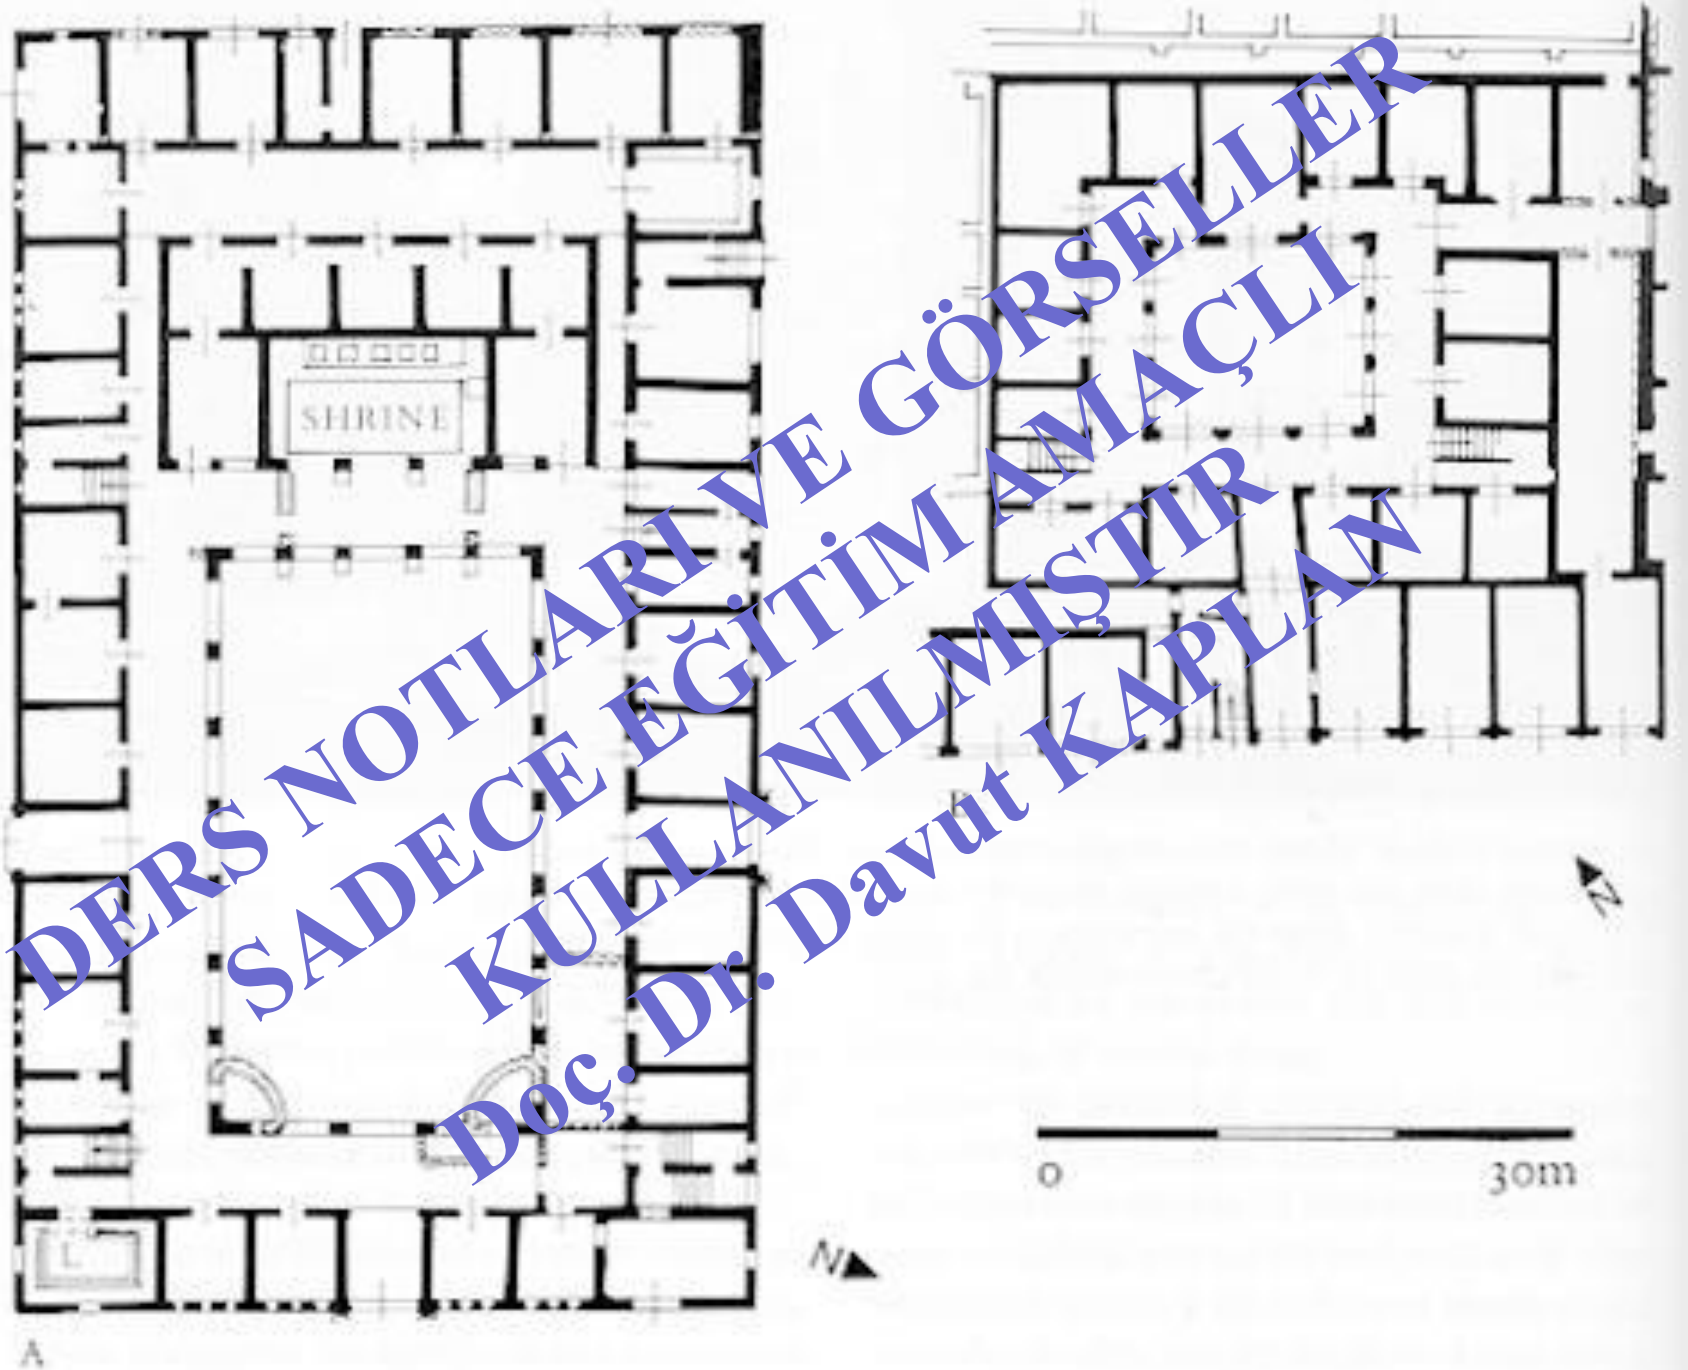 SHRINE
DERS NOTLARI VE GÖRSELLER
SADECE EĞİTİM AMAÇLI
KULLANILMIŞTIR
Doç. Dr. Davut KAPLAN
N
0 30m
N
A